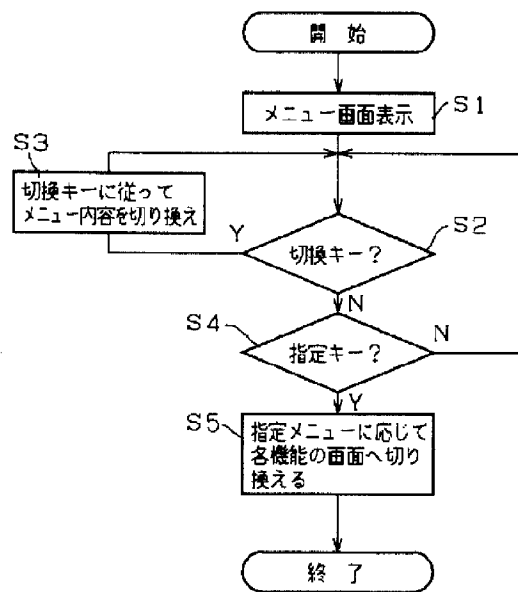 開 始
メニュー画面表示
S1
S3
切換キーに従って
メニュー内容を切り換え
Y
切換キー?
S2
N
S4
指定キー?
N
Y
S5
指定メニューに応じて
各機能の画面へ切り
換える
終 了